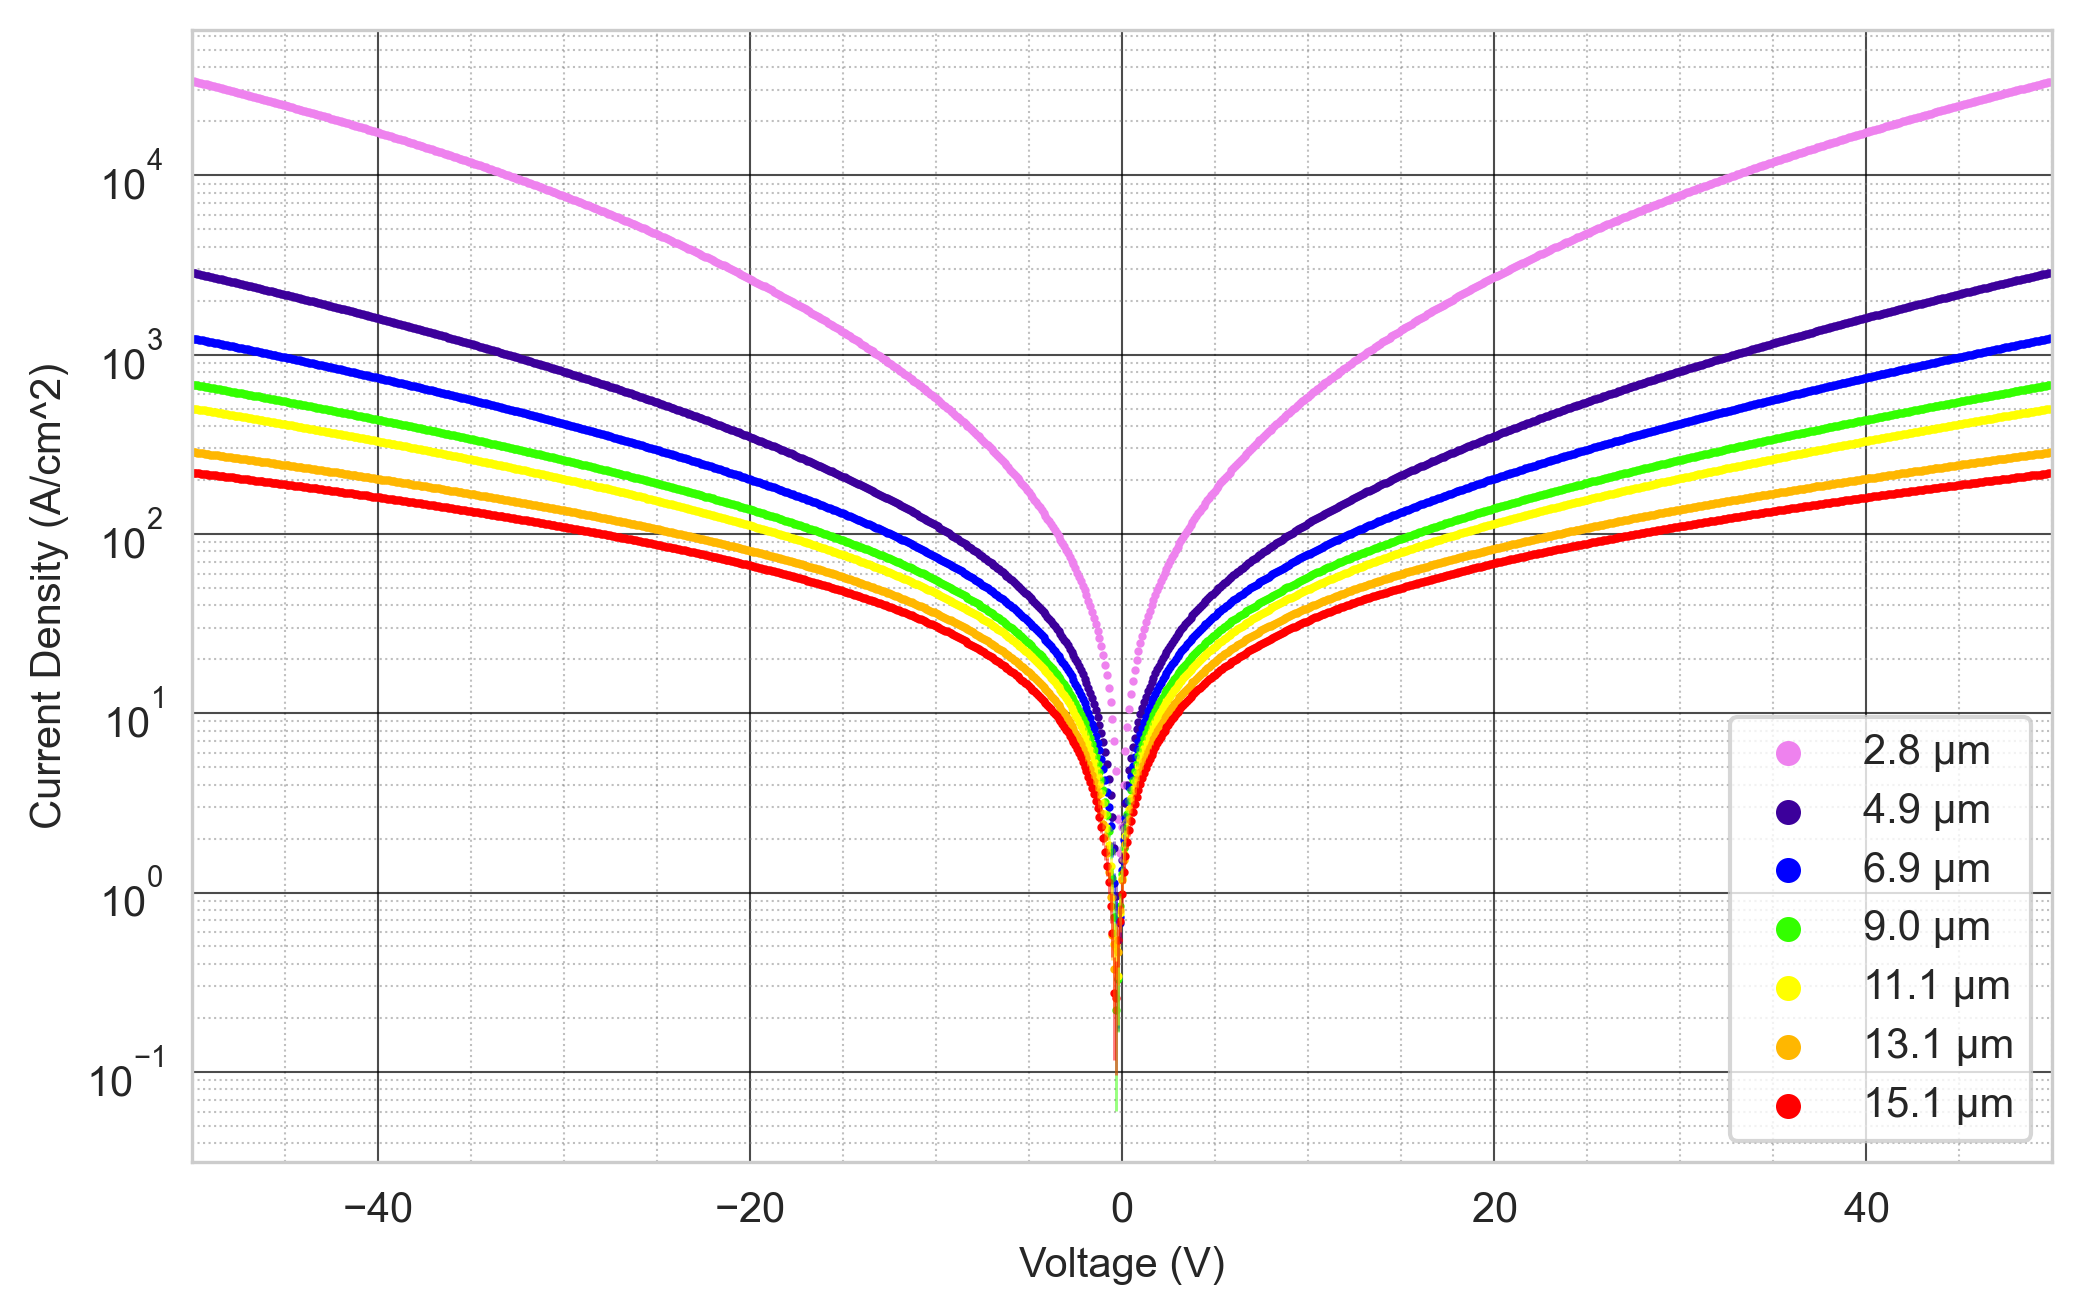 10^4
10^3
10^2
10^1
10^0
10^−1
Current Density (A/cm^2)
−40
−20
0
20
40
Voltage (V)
2.8 µm
4.9 µm
6.9 µm
9.0 µm
11.1 µm
13.1 µm
15.1 µm